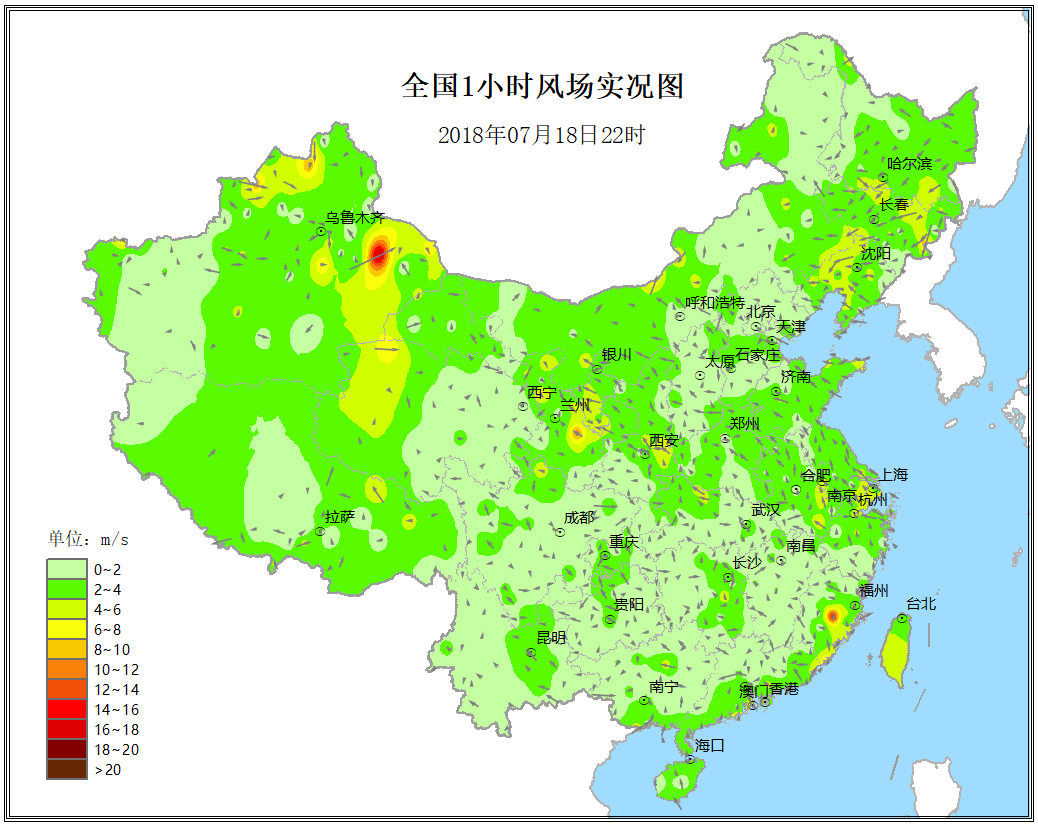 全国1小时风场实况图
2018年07月18日22时
哈尔滨
长春
乌鲁木齐
沈阳
呼和浩特
北京
天津
石家庄
太原
银川
济南
西宁
兰州
郑州
西安
合肥
上海
南京
杭州
武汉
拉萨
成都
重庆
南昌
长沙
福州
贵阳
台北
昆明
南宁
澳门
香港
海口
单位：m/s
0~2
2~4
4~6
6~8
8~10
10~12
12~14
14~16
16~18
18~20
>20